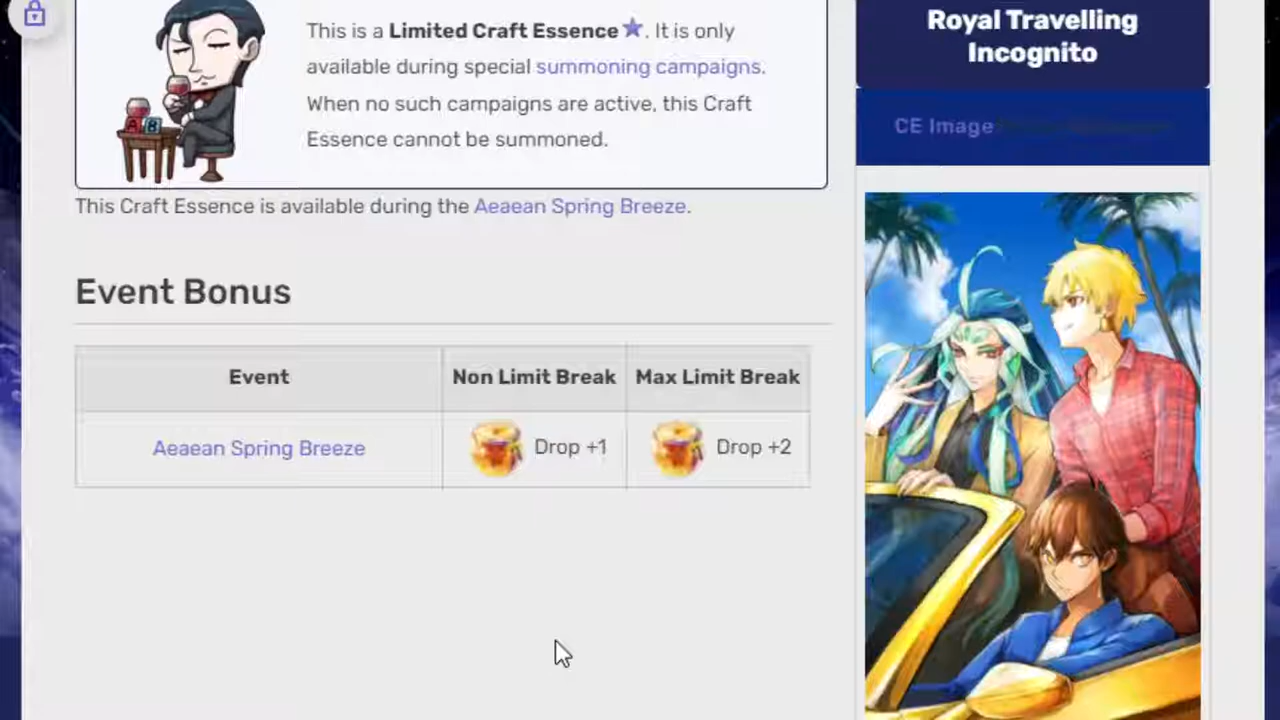 This is a Limited Craft Essence ★. It is only
available during special summoning campaigns.
When no such campaigns are active, this Craft
Essence cannot be summoned.
This Craft Essence is available during the Aeaean Spring Breeze.
Event Bonus
Event Non Limit Break Max Limit Break
Aeaean Spring Breeze Drop +1 Drop +2
Royal Travelling
Incognito
CE Image
A B